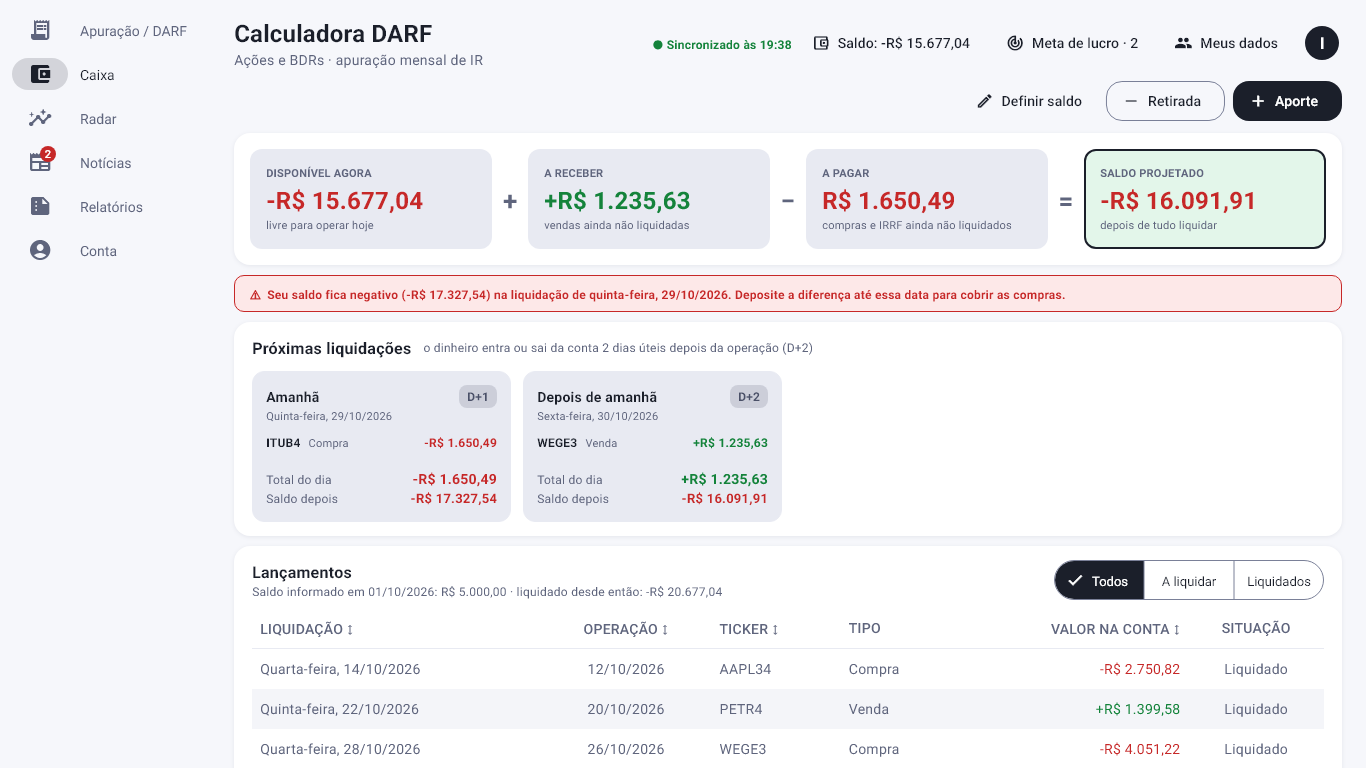 Apuração / DARF
Caixa
Radar
2
Notícias
Relatórios
Conta
Calculadora DARF
Ações e BDRs · apuração mensal de IR
Sincronizado às 19:38
Saldo: -R$ 15.677,04
Meta de lucro · 2
Meus dados
I
Definir saldo
Retirada
Aporte
DISPONÍVEL AGORA
-R$ 15.677,04
livre para operar hoje
+
A RECEBER
+R$ 1.235,63
vendas ainda não liquidadas
−
A PAGAR
R$ 1.650,49
compras e IRRF ainda não liquidados
=
SALDO PROJETADO
-R$ 16.091,91
depois de tudo liquidar
⚠ Seu saldo fica negativo (-R$ 17.327,54) na liquidação de quinta-feira, 29/10/2026. Deposite a diferença até essa data para cobrir as compras.
Próximas liquidações o dinheiro entra ou sai da conta 2 dias úteis depois da operação (D+2)
Amanhã D+1
Quinta-feira, 29/10/2026
ITUB4 Compra -R$ 1.650,49
Total do dia -R$ 1.650,49
Saldo depois -R$ 17.327,54
Depois de amanhã D+2
Sexta-feira, 30/10/2026
WEGE3 Venda +R$ 1.235,63
Total do dia +R$ 1.235,63
Saldo depois -R$ 16.091,91
Lançamentos
Saldo informado em 01/10/2026: R$ 5.000,00 · liquidado desde então: -R$ 20.677,04
Todos A liquidar Liquidados
LIQUIDAÇÃO ↕ OPERAÇÃO ↕ TICKER ↕ TIPO VALOR NA CONTA ↕ SITUAÇÃO
Quarta-feira, 14/10/2026 12/10/2026 AAPL34 Compra -R$ 2.750,82 Liquidado
Quinta-feira, 22/10/2026 20/10/2026 PETR4 Venda +R$ 1.399,58 Liquidado
Quarta-feira, 28/10/2026 26/10/2026 WEGE3 Compra -R$ 4.051,22 Liquidado